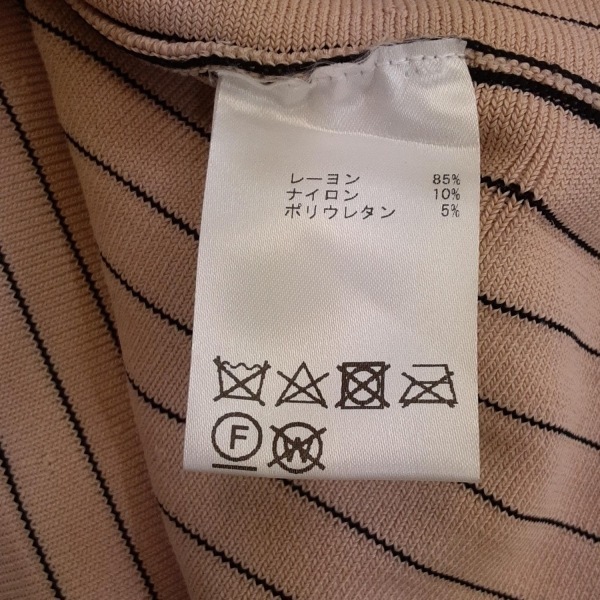 レーヨン 85%
ナイロン 10%
ポリウレタン 5%
F W